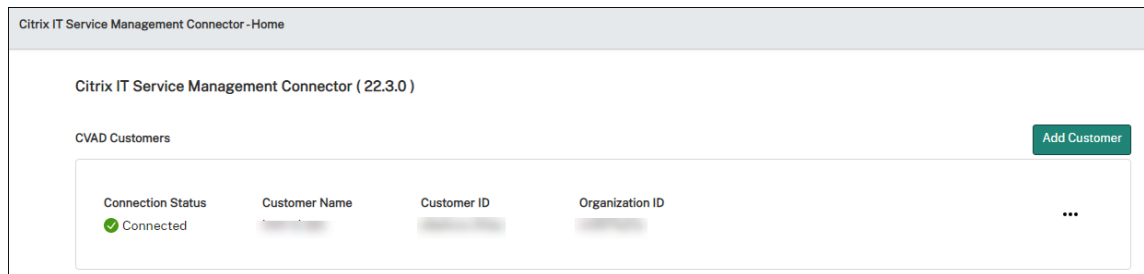 Citrix IT Service Management Connector - Home
Citrix IT Service Management Connector ( 22.3.0 )
CVAD Customers
Add Customer
Connection Status Customer Name Customer ID Organization ID
Connected